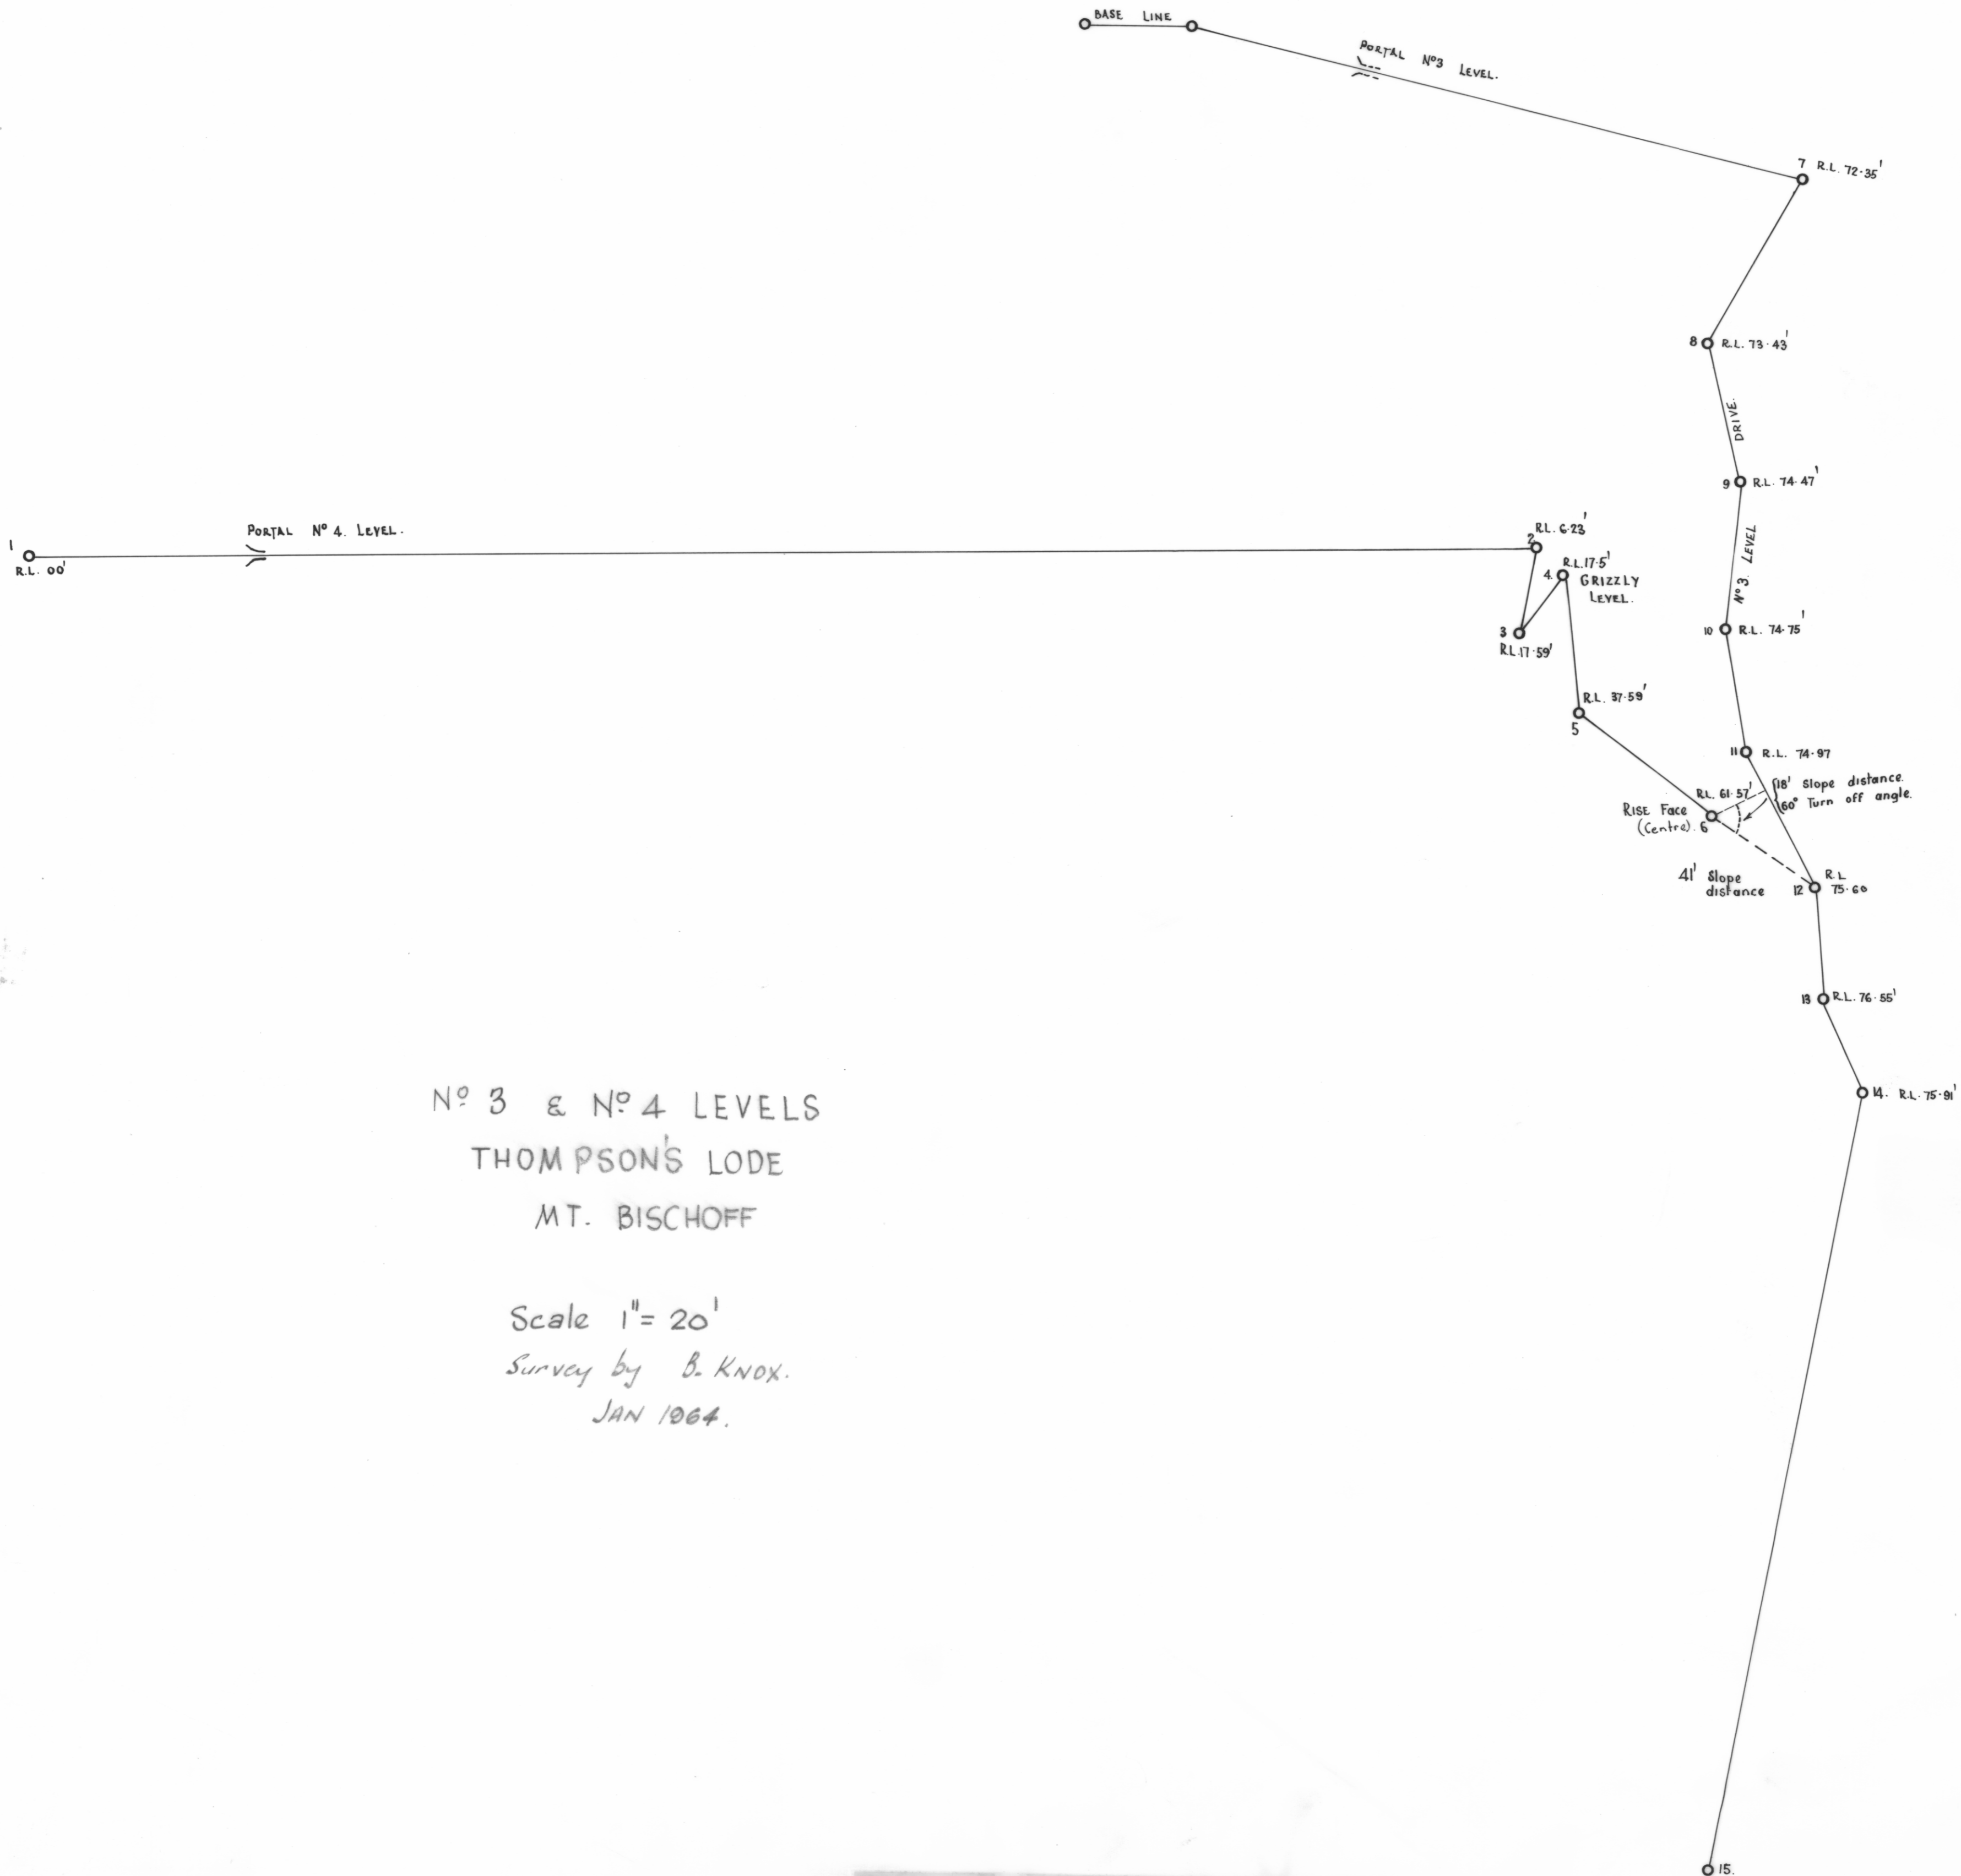 BASE LINE
PORTAL Nº3 LEVEL.
7 R.L. 72·35'
8 R.L. 73·43'
DRIVE.
9 R.L. 74·47'
Nº 3. LEVEL
10 R.L. 74·75'
11 R.L. 74·97
1
R.L. 00'
PORTAL Nº 4. LEVEL.
R.L. 6·23'
2
R.L. 17·5'
4. GRIZZLY
LEVEL.
3
R.L. 17·59'
R.L. 37·59'
5
R.L. 61·57'
18' Slope distance.
60° Turn off angle.
RISE Face
(Centre). 6
41' Slope
distance
R.L
12 75·60
13 R.L. 76·55'
14. R.L. 75·91'
15.
Nº 3 & Nº 4 LEVELS
THOMPSON'S LODE
MT. BISCHOFF
Scale 1"= 20'
Survey by B. KNOX.
JAN 1964.